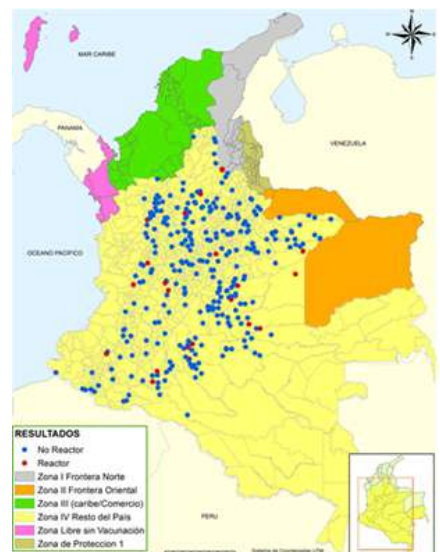 MAR CARIBE
PANAMA
VENEZUELA
OCEANO PACIFICO
RESULTADOS
No Reactor
Reactor
Zona I Frontera Norte
Zona II Frontera Oriental
Zona III (caribe/Comercio)
Zona IV Resto del País
Zona Libre sin Vacunación
Zona de Proteccion 1
PERU